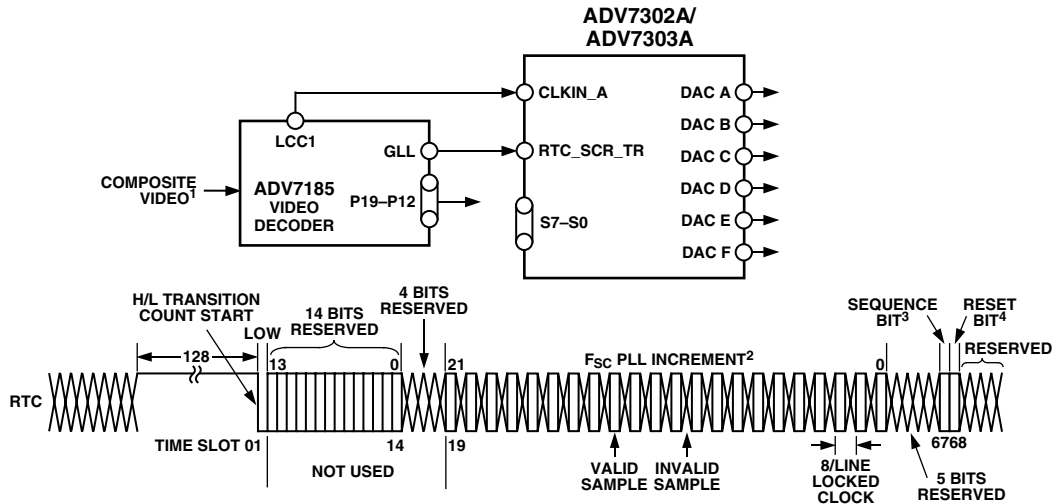 ADV7302A/
ADV7303A
CLKIN_A
DAC A
DAC B
LCC1
GLL
RTC_SCR_TR
DAC C
COMPOSITE
VIDEO1
ADV7185
VIDEO
DECODER
P19–P12
DAC D
S7–S0
DAC E
DAC F
H/L TRANSITION
COUNT START
LOW
14 BITS
RESERVED
4 BITS
RESERVED
SEQUENCE
BIT3
RESET
BIT4
RESERVED
128
13
0
21
FSC PLL INCREMENT2
0
RTC
TIME SLOT 01
14
19
6768
NOT USED
VALID
SAMPLE
INVALID
SAMPLE
8/LINE
LOCKED
CLOCK
5 BITS
RESERVED